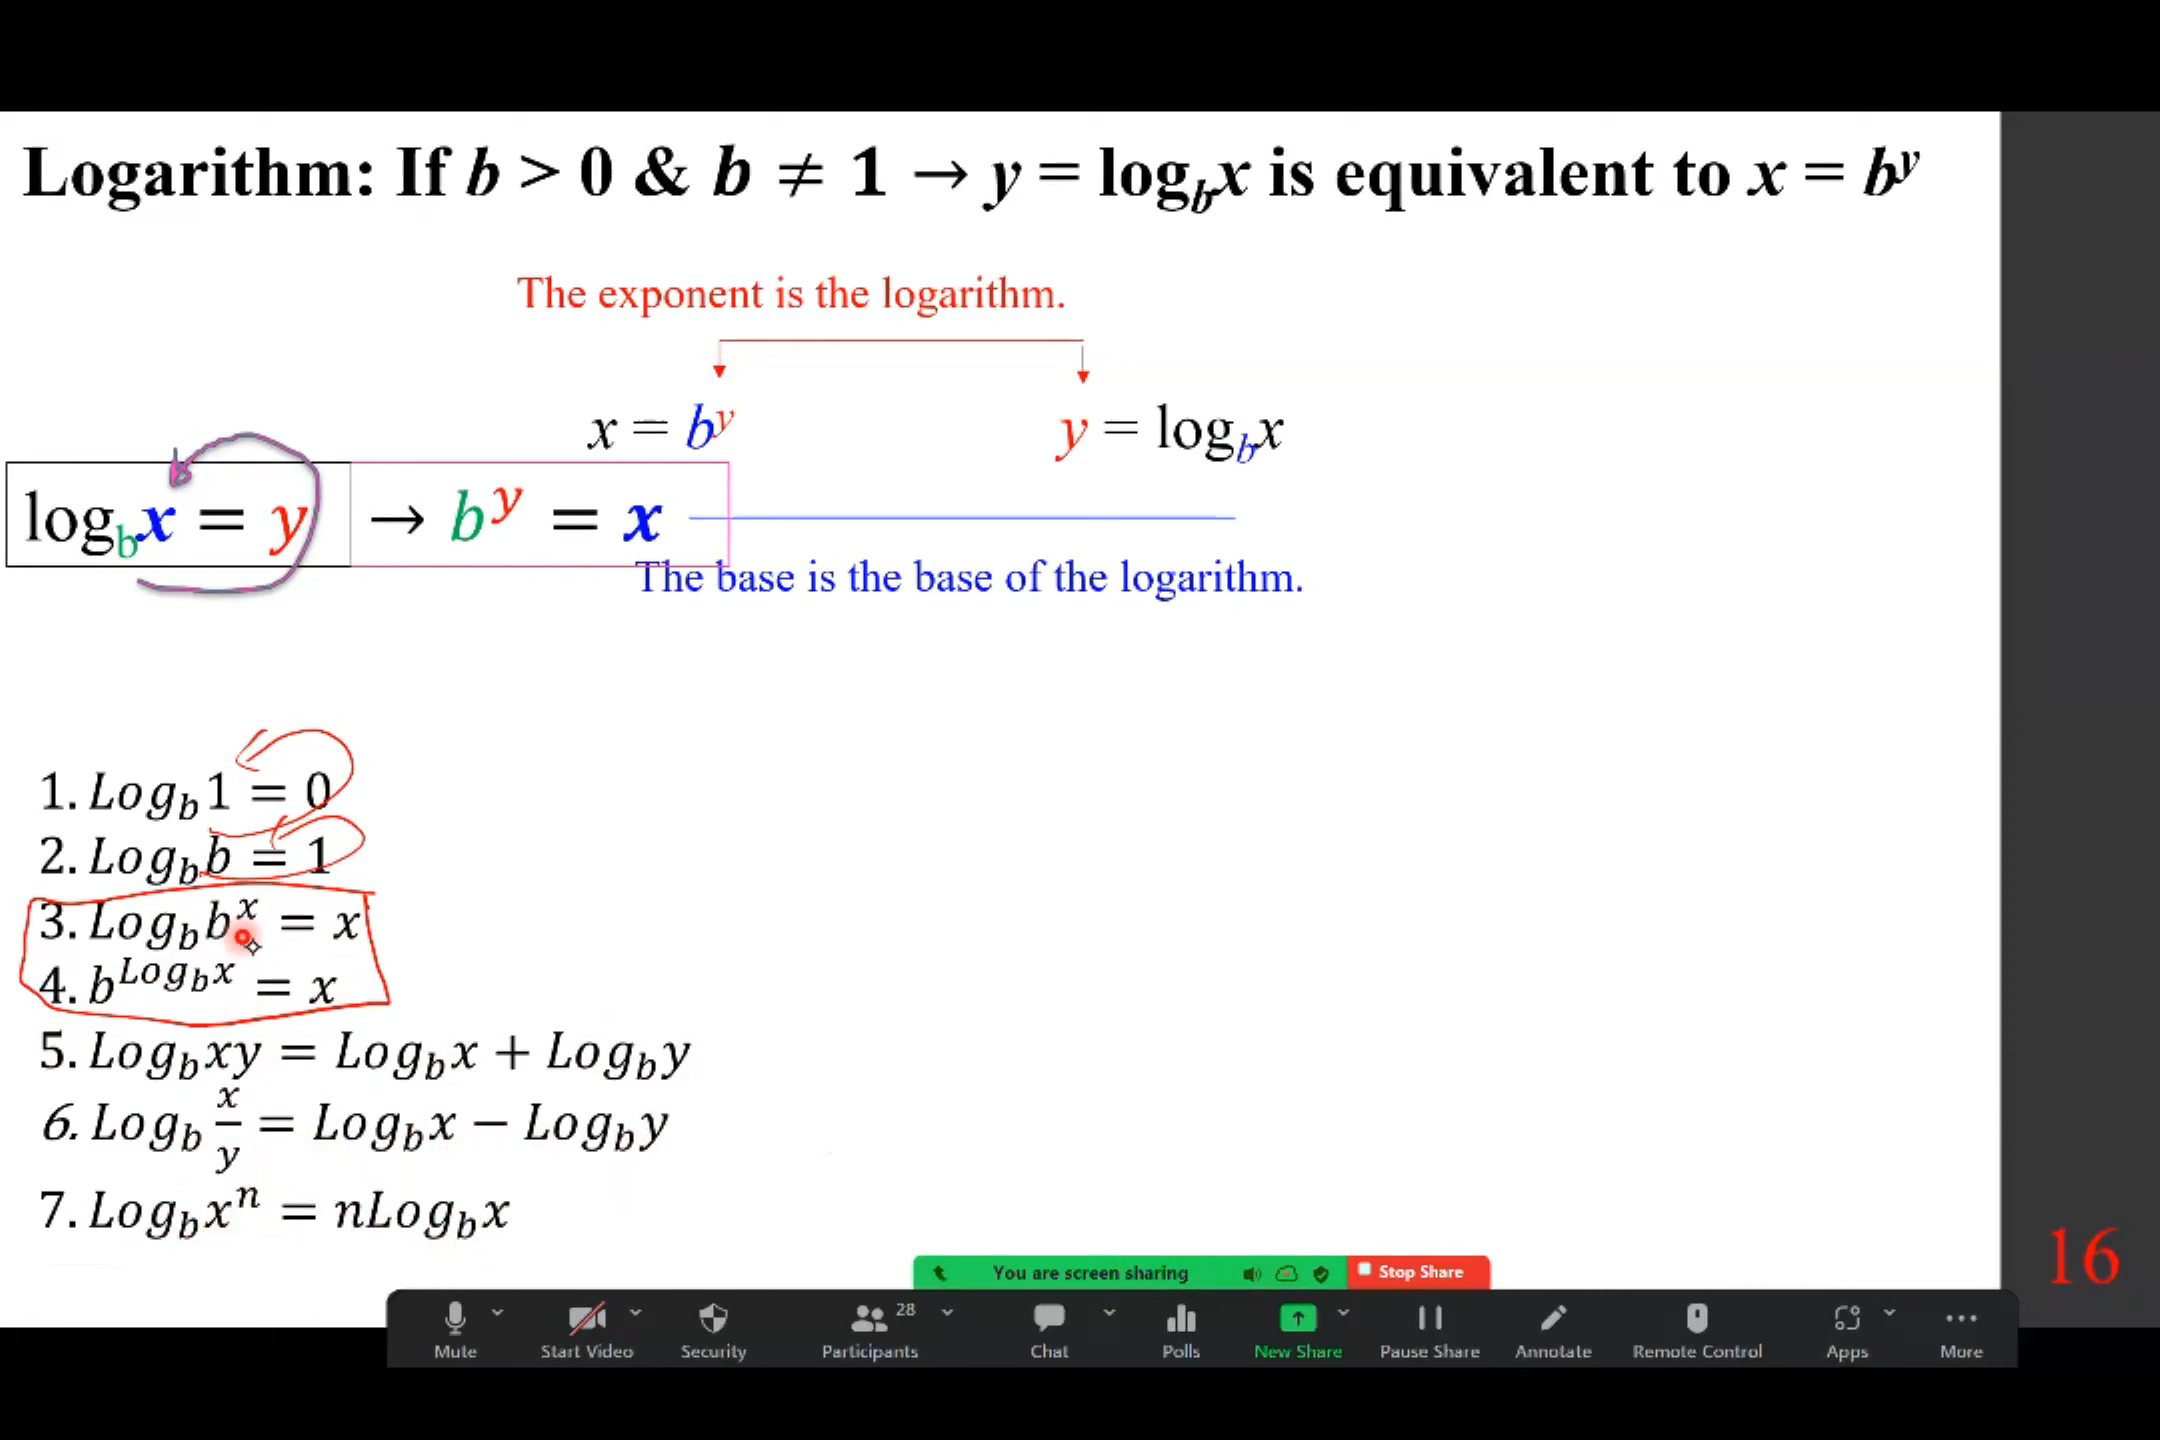 Logarithm: If b > 0 & b ≠ 1 → y = log_b x is equivalent to x = b^y
The exponent is the logarithm.
x = b^y
y = log_b x
log_b x = y → b^y = x
The base is the base of the logarithm.
1. Log_b 1 = 0
2. Log_b b = 1
3. Log_b b^x = x
4. b^{Log_b x} = x
5. Log_b xy = Log_b x + Log_b y
6. Log_b \frac{x}{y} = Log_b x − Log_b y
7. Log_b x^n = nLog_b x
16
You are screen sharing Stop Share
28
Mute Start Video Security Participants Chat Polls New Share Pause Share Annotate Remote Control Apps More